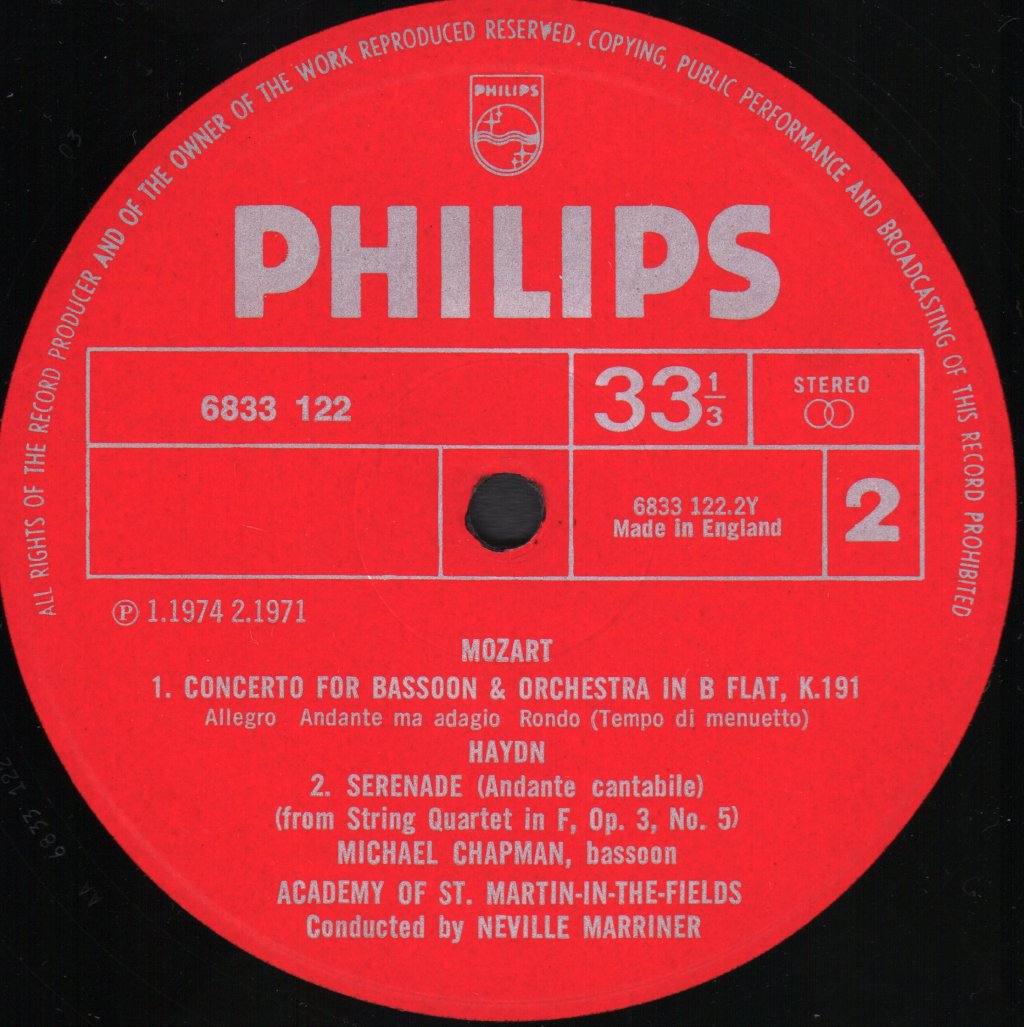 ALL RIGHTS OF THE RECORD PRODUCER AND OF THE OWNER OF THE WORK REPRODUCED RESERVED. COPYING, PUBLIC PERFORMANCE AND BROADCASTING OF THIS RECORD PROHIBITED
PHILIPS
PHILIPS
6833 122
33 1/3
STEREO
6833 122.2Y
Made in England
2
Ⓟ 1.1974 2.1971
MOZART
1. CONCERTO FOR BASSOON & ORCHESTRA IN B FLAT, K.191
Allegro Andante ma adagio Rondo (Tempo di menuetto)
HAYDN
2. SERENADE (Andante cantabile)
(from String Quartet in F, Op. 3, No. 5)
MICHAEL CHAPMAN, bassoon
ACADEMY OF ST. MARTIN-IN-THE-FIELDS
Conducted by NEVILLE MARRINER
6833 122